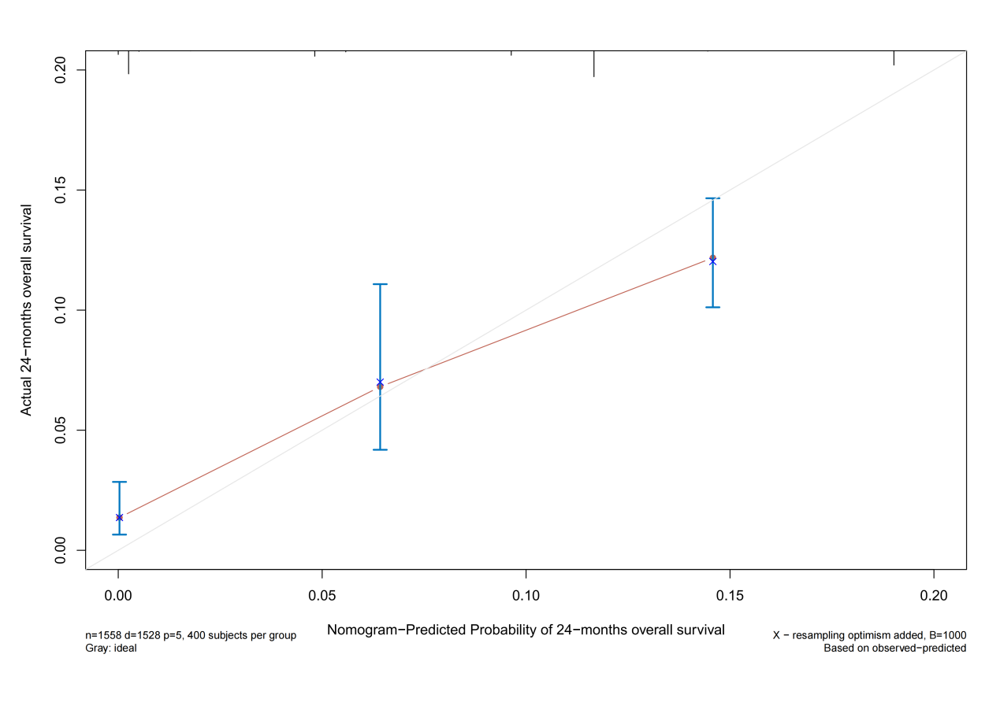 Actual 24−months overall survival
0.20
0.15
0.10
0.05
0.00
0.00 0.05 0.10 0.15 0.20
Nomogram−Predicted Probability of 24−months overall survival
n=1558 d=1528 p=5, 400 subjects per group
Gray: ideal
X − resampling optimism added, B=1000
Based on observed−predicted